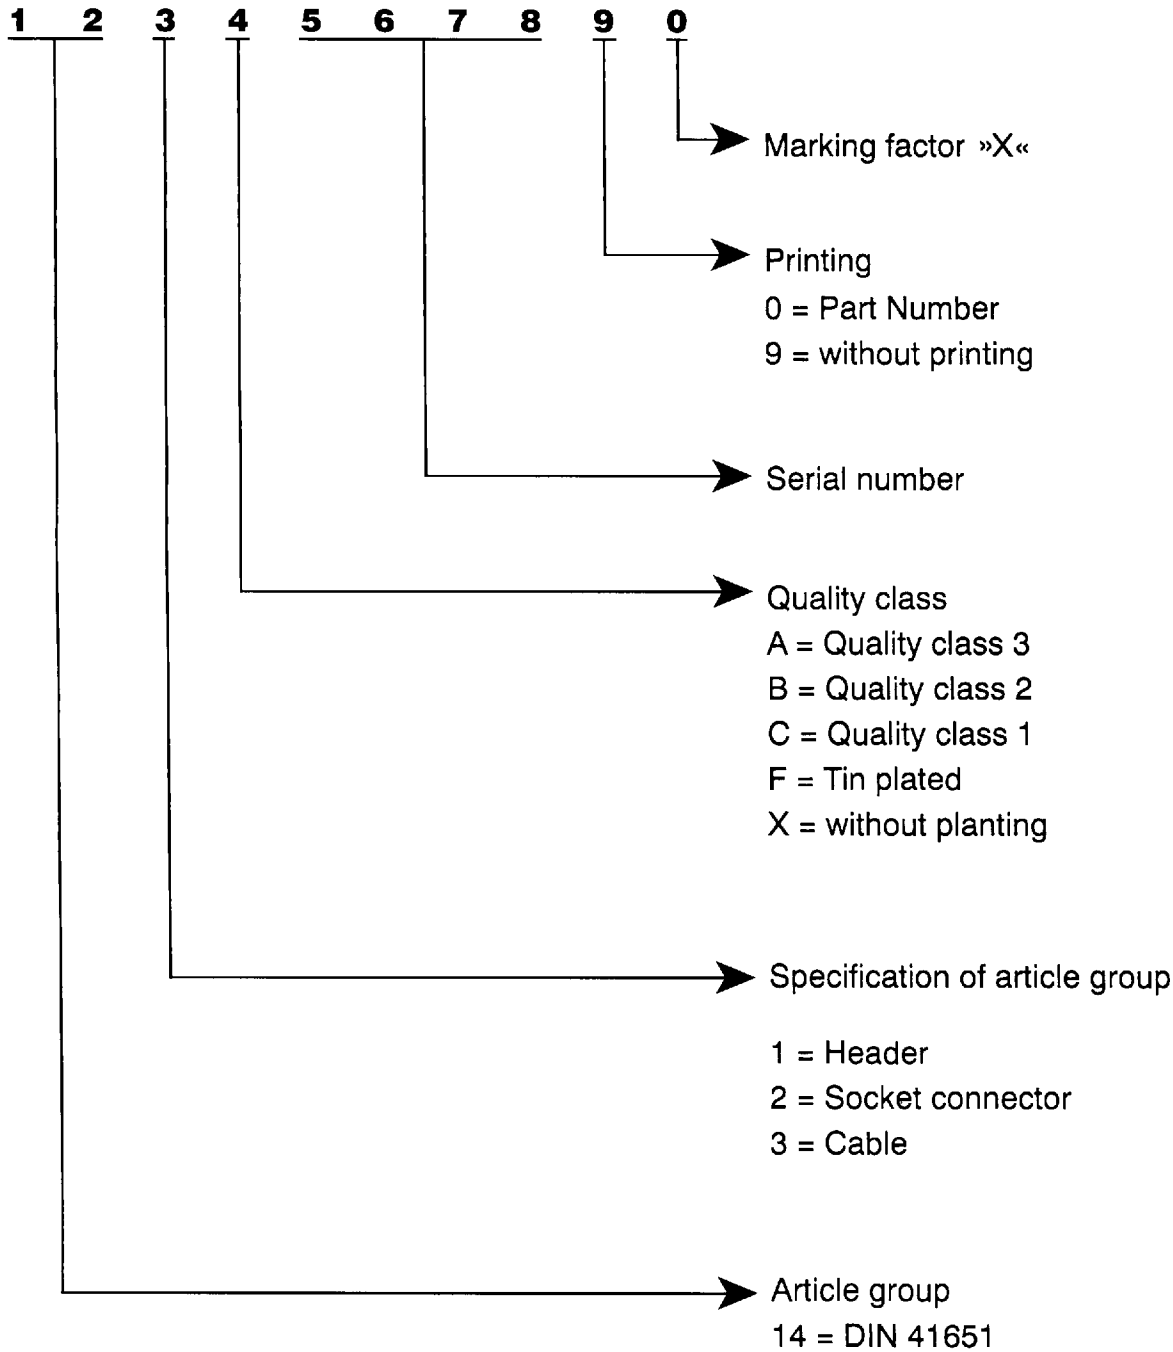 1 2 3 4 5 6 7 8 9 0
Marking factor »X«
Printing
0 = Part Number
9 = without printing
Serial number
Quality class
A = Quality class 3
B = Quality class 2
C = Quality class 1
F = Tin plated
X = without planting
Specification of article group
1 = Header
2 = Socket connector
3 = Cable
Article group
14 = DIN 41651